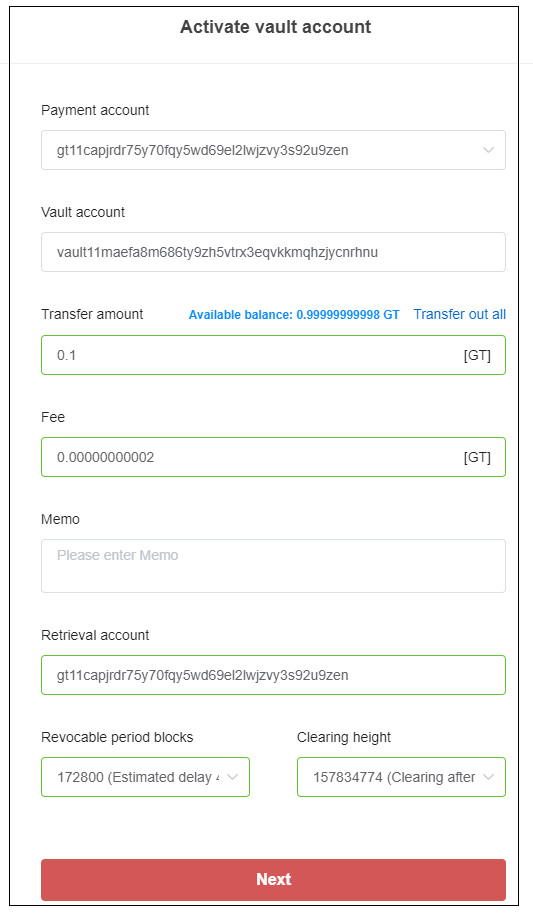 Activate vault account
Payment account
gt11capjrdr75y70fqy5wd69el2lwjzvy3s92u9zen
Vault account
vault11maefa8m686ty9zh5vtrx3eqvkkmqhzjycnrhnu
Transfer amount Available balance: 0.99999999998 GT Transfer out all
0.1 [GT]
Fee
0.00000000002 [GT]
Memo
Please enter Memo
Retrieval account
gt11capjrdr75y70fqy5wd69el2lwjzvy3s92u9zen
Revocable period blocks Clearing height
172800 (Estimated delay 157834774 (Clearing after
Next